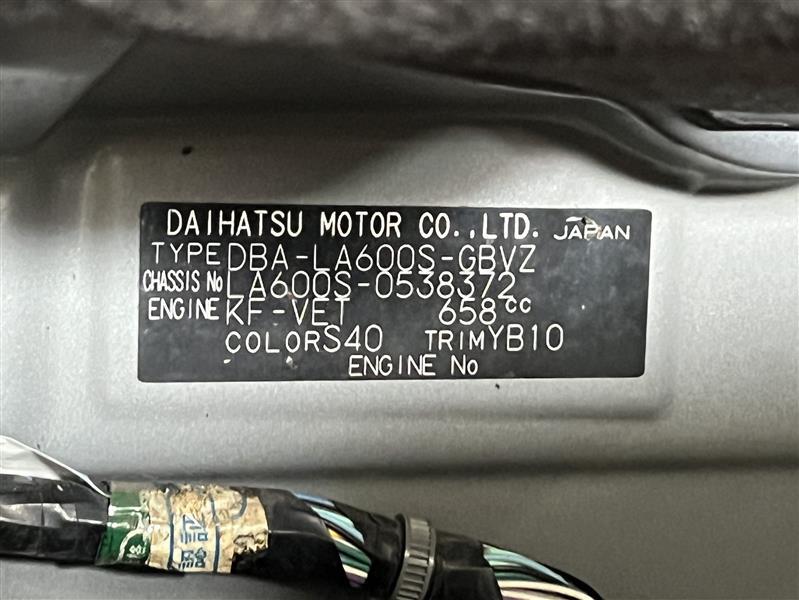 DAIHATSU MOTOR CO.,LTD. JAPAN
TYPE DBA-LA600S-GBVZ
CHASSIS No LA600S-0538372
ENGINE KF-VET 658cc
COLOR S40 TRIM YB10
ENGINE No